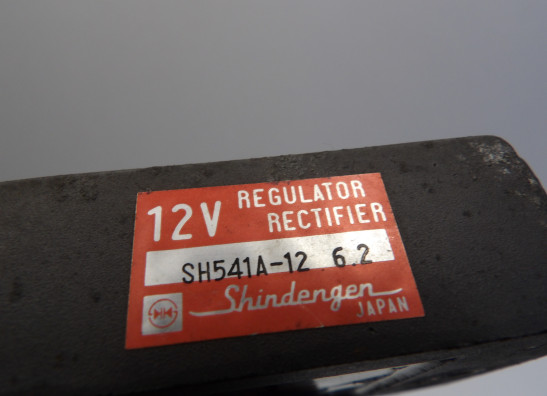 12V REGULATOR
RECTIFIER
SH541A-12 6.2
Shindengen
JAPAN